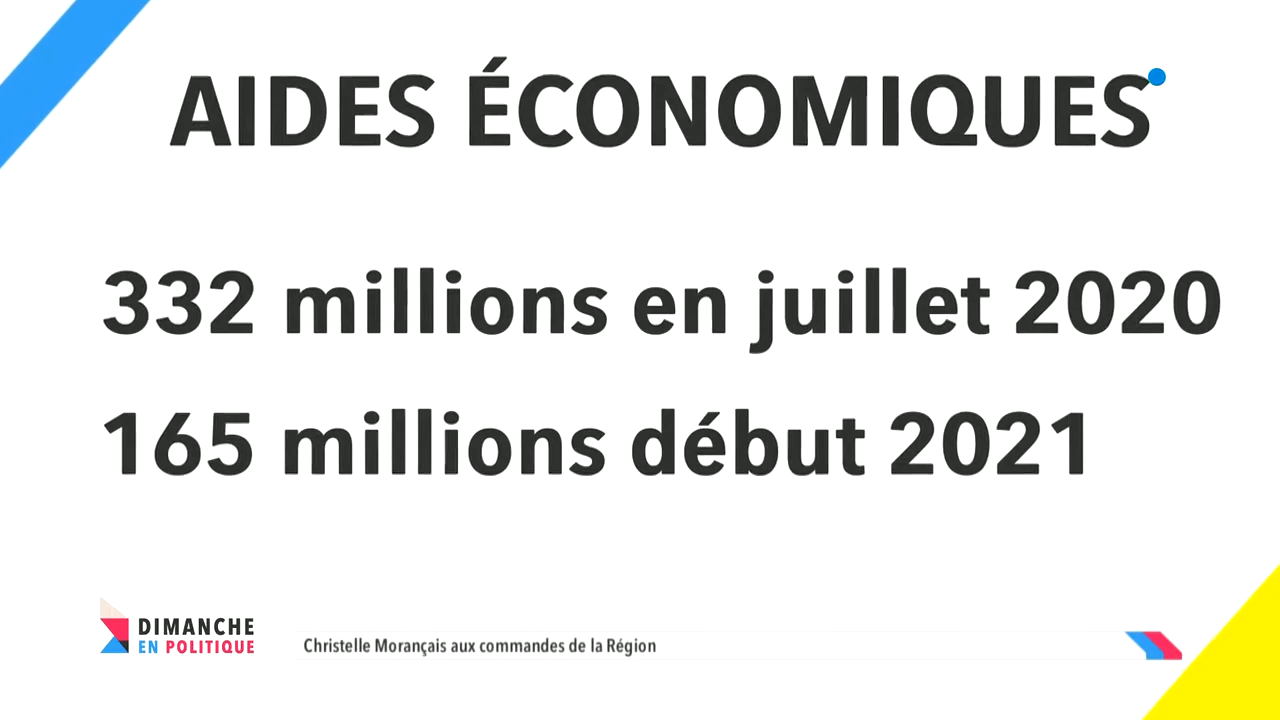 AIDES ÉCONOMIQUES
332 millions en juillet 2020
165 millions début 2021
DIMANCHE
EN POLITIQUE
Christelle Morançais aux commandes de la Région